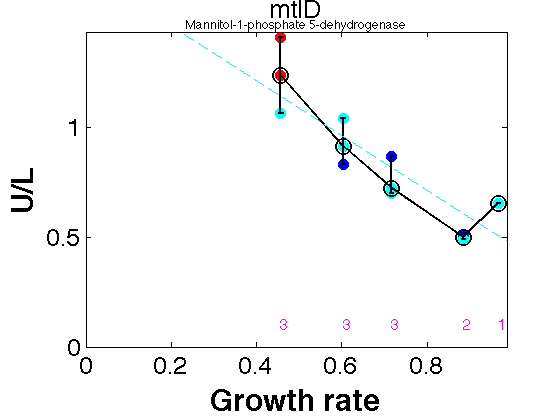 mtlD
Mannitol-1-phosphate 5-dehydrogenase
U/L
1
0.5
0
3 3 3 2 1
0 0.2 0.4 0.6 0.8
Growth rate